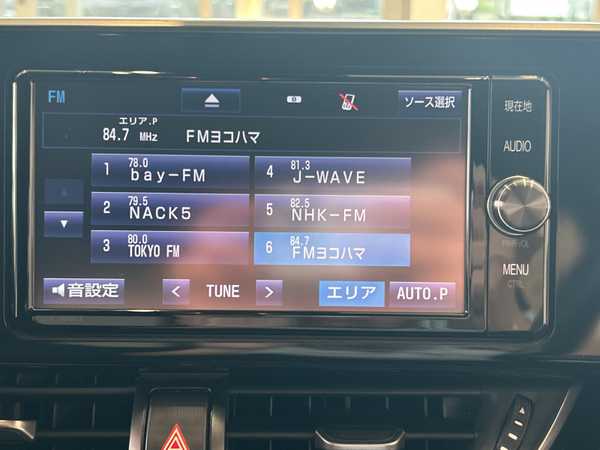 FM
ソース選択
エリア.P
84.7 MHz FMヨコハマ
1 78.0 bay-FM
2 79.5 NACK5
3 80.0 TOKYO FM
4 81.3 J-WAVE
5 82.5 NHK-FM
6 84.7 FMヨコハマ
音設定
< TUNE >
エリア
AUTO.P
現在地
AUDIO
PWR•VOL
MENU
CTRL